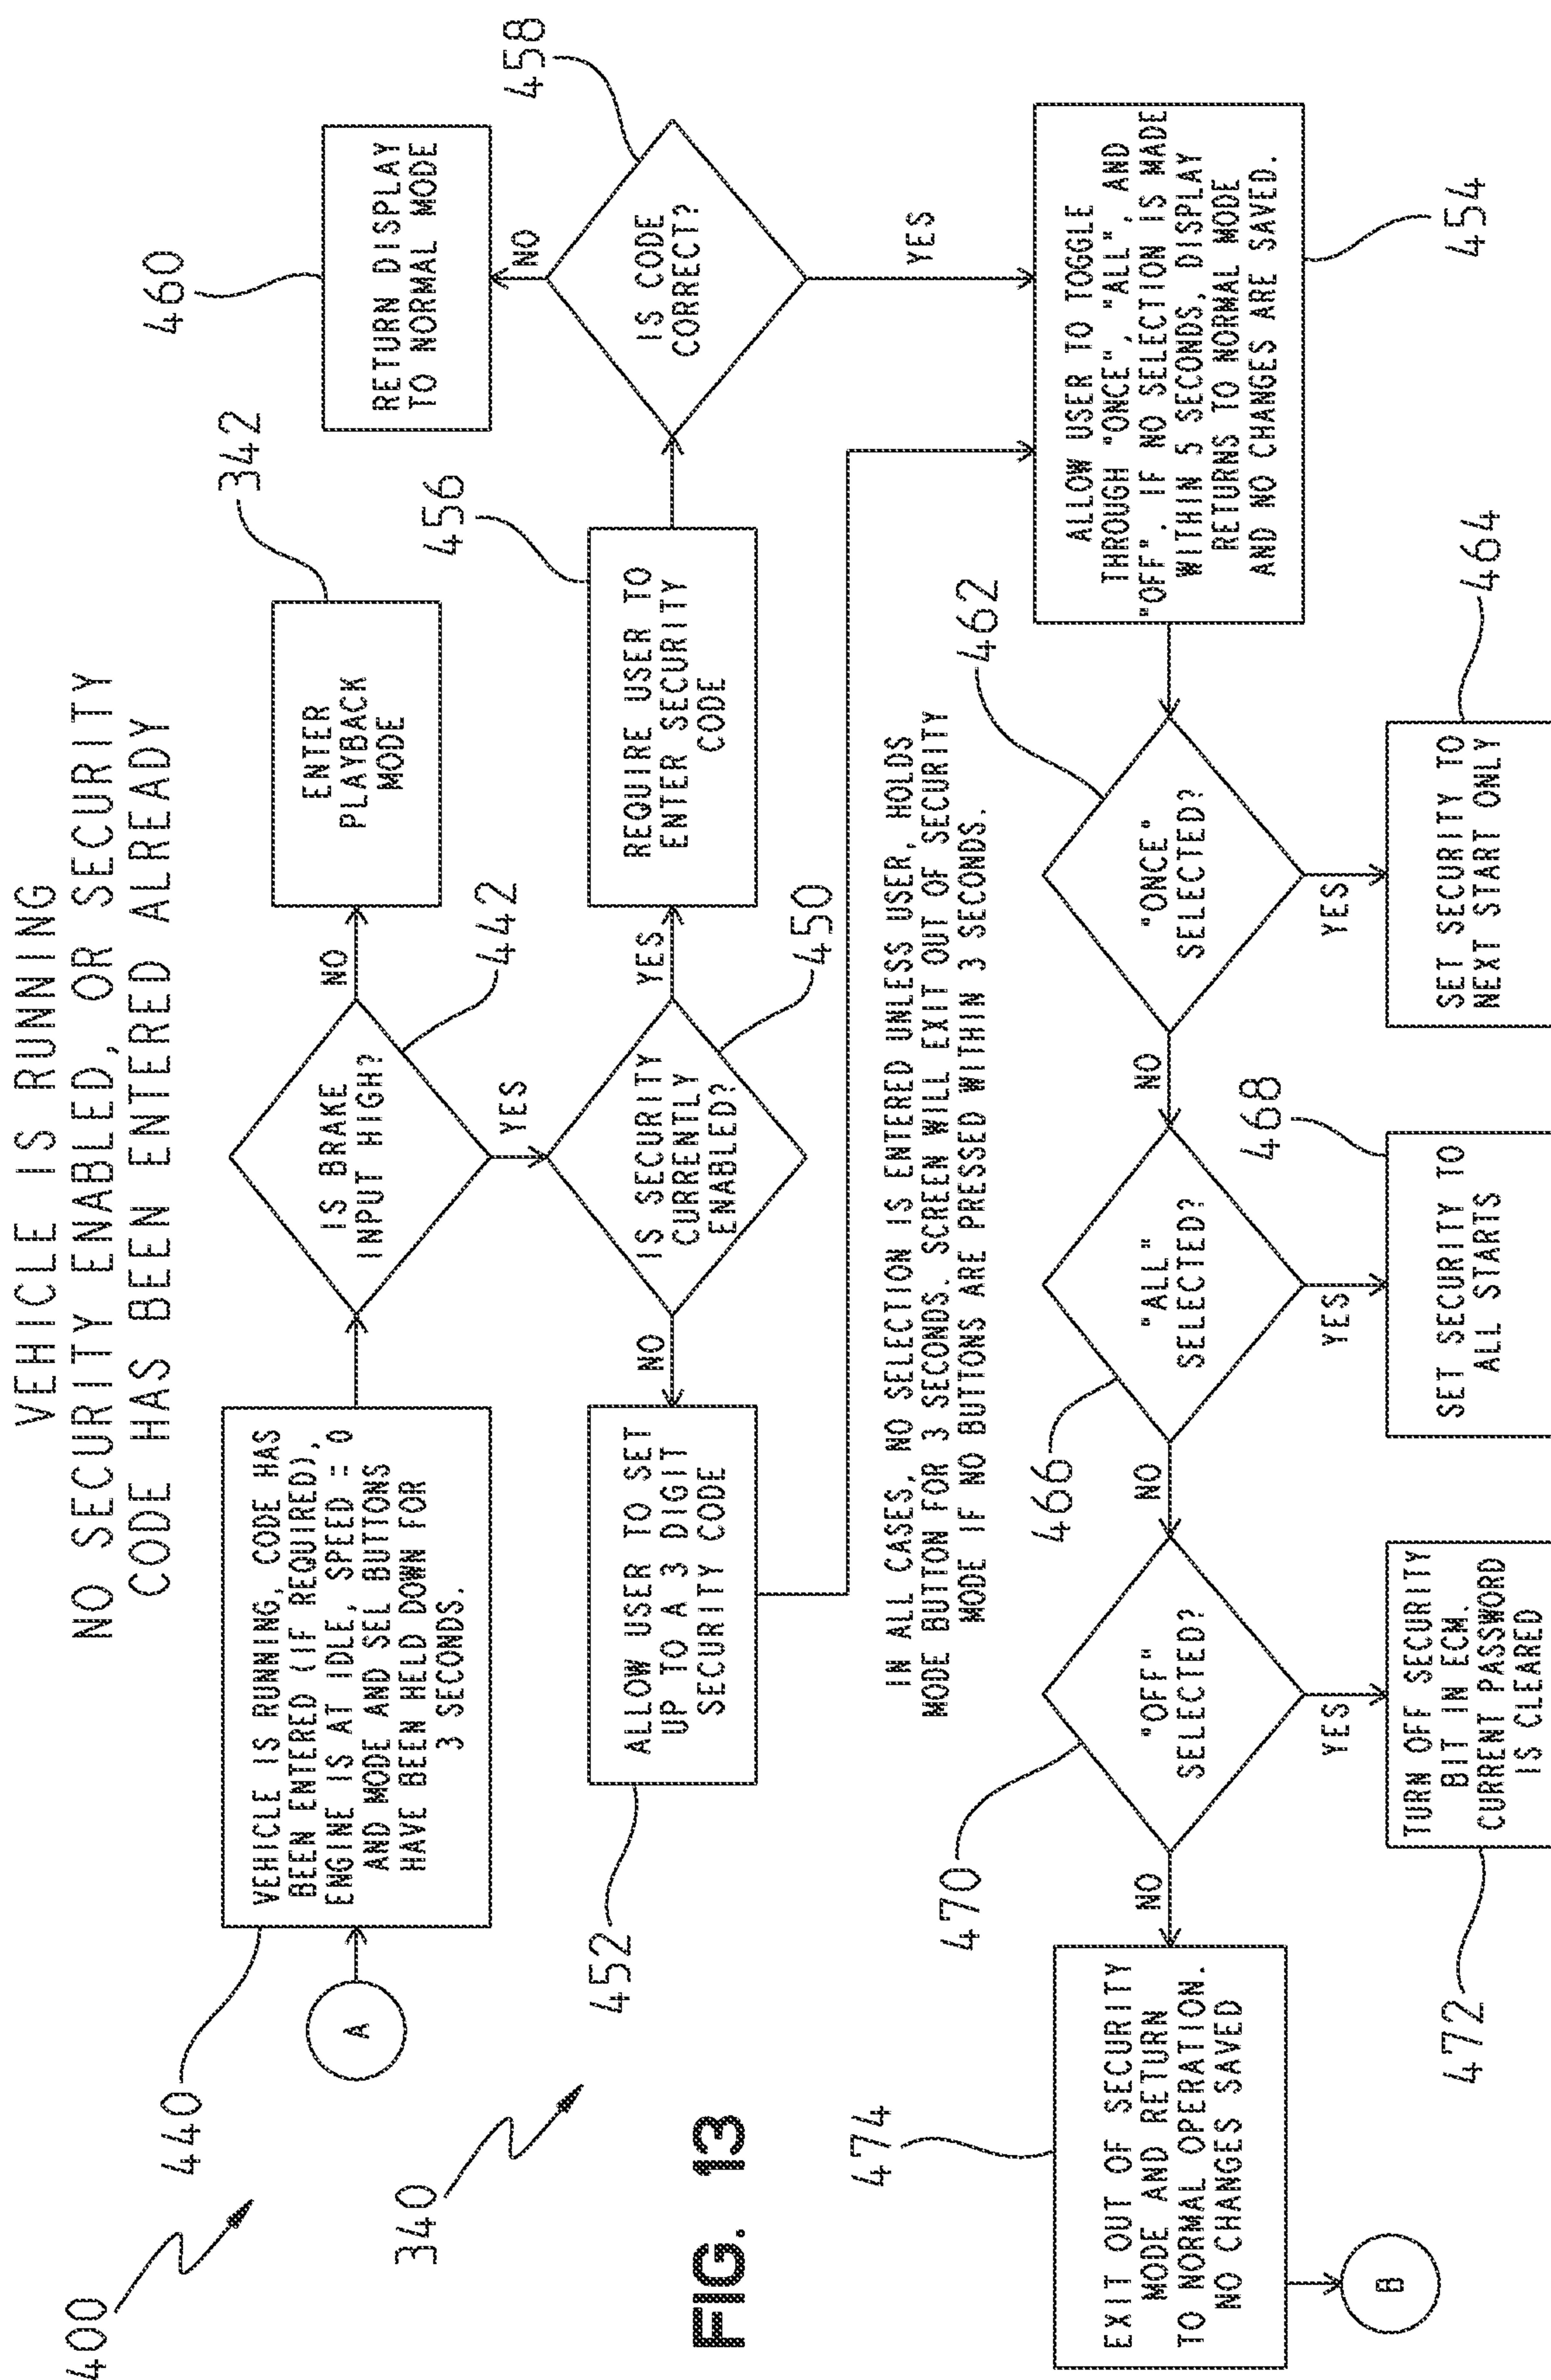 VEHICLE IS RUNNING
NO SECURITY ENABLED, OR SECURITY
CODE HAS BEEN ENTERED ALREADY
400
440
A
VEHICLE IS RUNNING, CODE HAS
BEEN ENTERED (IF REQUIRED),
ENGINE IS AT IDLE, SPEED = 0
AND MODE AND SEL BUTTONS
HAVE BEEN HELD DOWN FOR
3 SECONDS.
IS BRAKE
INPUT HIGH?
442
NO
ENTER
PLAYBACK
MODE
342
YES
340
IS SECURITY
CURRENTLY
ENABLED?
450
NO
ALLOW USER TO SET
UP TO A 3 DIGIT
SECURITY CODE
452
YES
REQUIRE USER TO
ENTER SECURITY
CODE
456
IS CODE
CORRECT?
458
NO
RETURN DISPLAY
TO NORMAL MODE
460
YES
FIG. 13
IN ALL CASES, NO SELECTION IS ENTERED UNLESS USER, HOLDS
MODE BUTTON FOR 3 SECONDS. SCREEN WILL EXIT OUT OF SECURITY
MODE IF NO BUTTONS ARE PRESSED WITHIN 3 SECONDS.
ALLOW USER TO TOGGLE
THROUGH "ONCE", "ALL", AND
"OFF". IF NO SELECTION IS MADE
WITHIN 5 SECONDS, DISPLAY
RETURNS TO NORMAL MODE
AND NO CHANGES ARE SAVED.
454
462
"ONCE"
SELECTED?
YES
SET SECURITY TO
NEXT START ONLY
464
NO
466
"ALL"
SELECTED?
YES
SET SECURITY TO
ALL STARTS
468
NO
470
"OFF"
SELECTED?
YES
TURN OFF SECURITY
BIT IN ECM.
CURRENT PASSWORD
IS CLEARED
472
NO
474
EXIT OUT OF SECURITY
MODE AND RETURN
TO NORMAL OPERATION.
NO CHANGES SAVED
B